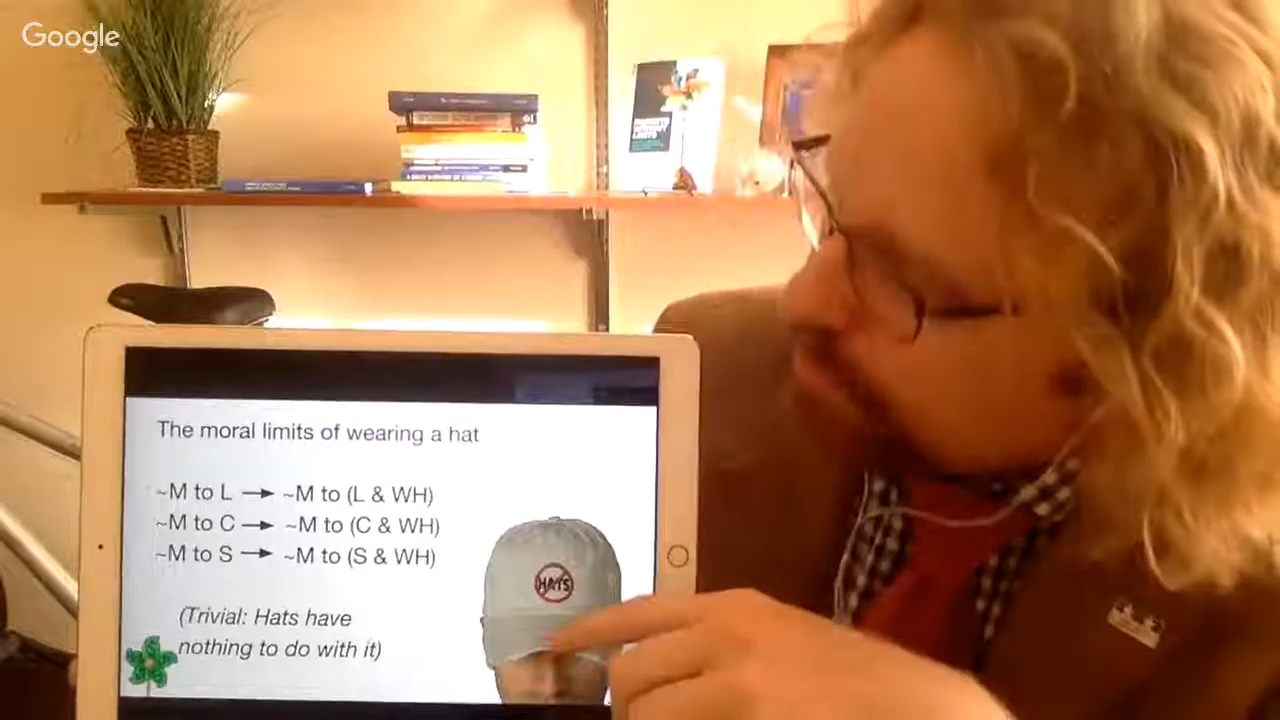 Google
The moral limits of wearing a hat
~M to L → ~M to (L & WH)
~M to C → ~M to (C & WH)
~M to S → ~M to (S & WH)
(Trivial: Hats have
nothing to do with it)
HATS